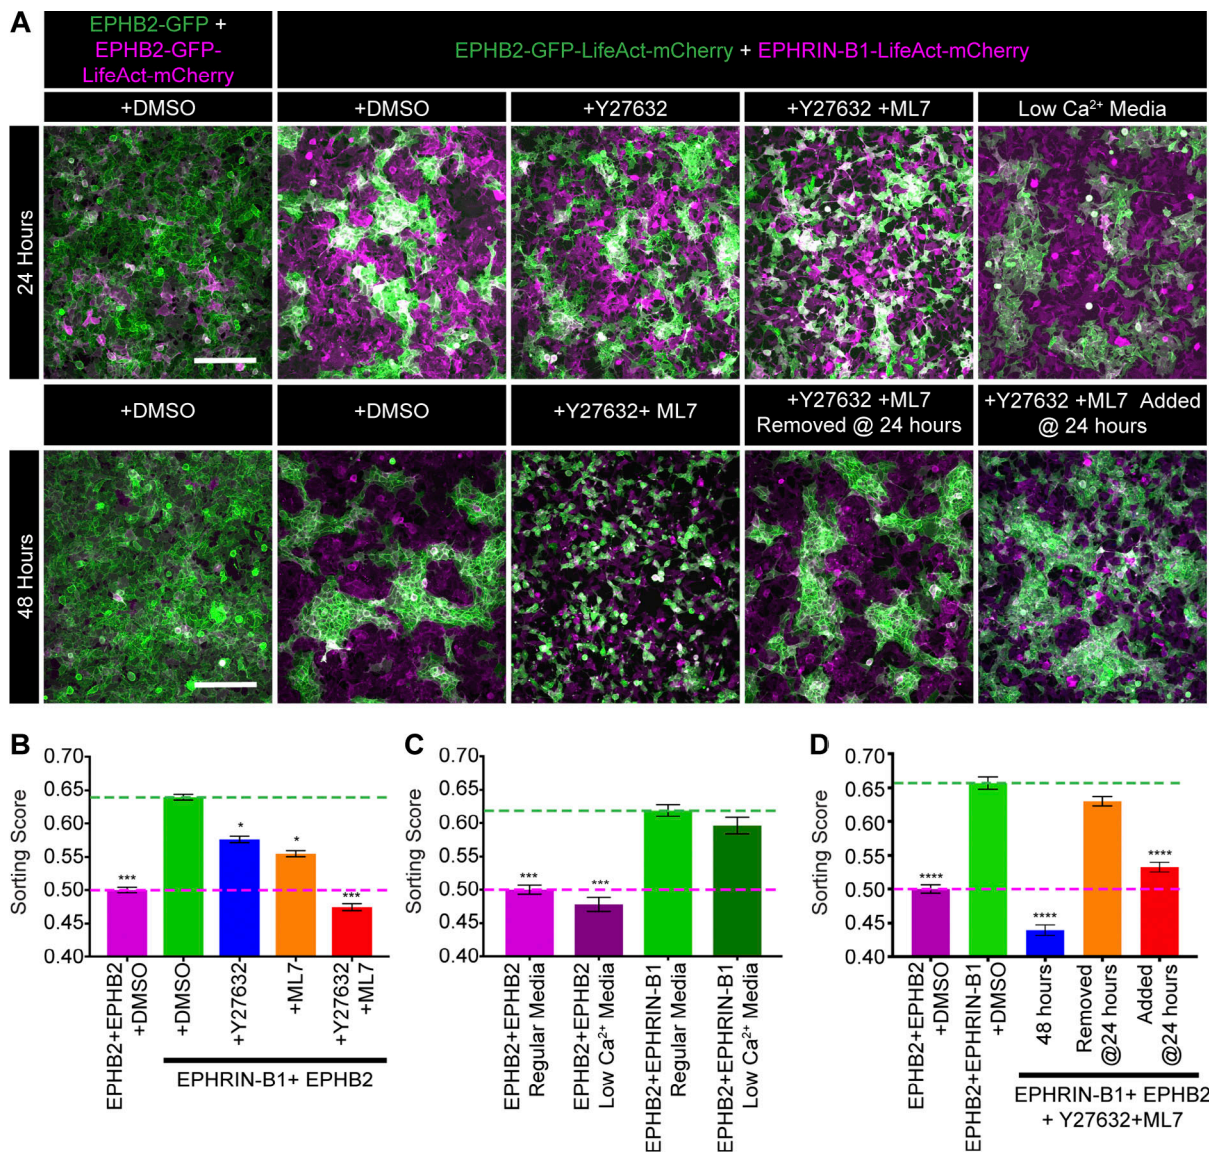 A
EPHB2-GFP +
EPHB2-GFP-
LifeAct-mCherry
EPHB2-GFP-LifeAct-mCherry + EPHRIN-B1-LifeAct-mCherry
+DMSO
+DMSO
+Y27632
+Y27632 +ML7
Low Ca²⁺ Media
24 Hours
+DMSO
+DMSO
+Y27632+ ML7
+Y27632 +ML7
Removed @ 24 hours
+Y27632 +ML7 Added
@ 24 hours
48 Hours
B
Sorting Score
0.70
0.65
0.60
0.55
0.50
0.45
0.40
***
*
*
***
EPHB2+EPHB2
+DMSO
+DMSO
+Y27632
+ML7
+Y27632
+ML7
EPHRIN-B1+ EPHB2
C
Sorting Score
0.70
0.65
0.60
0.55
0.50
0.45
0.40
***
***
EPHB2+EPHB2
Regular Media
EPHB2+EPHB2
Low Ca²⁺ Media
EPHB2+EPHRIN-B1
Regular Media
EPHB2+EPHRIN-B1
Low Ca²⁺ Media
D
Sorting Score
0.70
0.65
0.60
0.55
0.50
0.45
0.40
****
****
****
EPHB2+EPHB2
+DMSO
EPHB2+EPHRIN-B1
+DMSO
48 hours
Removed
@24 hours
Added
@24 hours
EPHRIN-B1+ EPHB2
+ Y27632+ML7